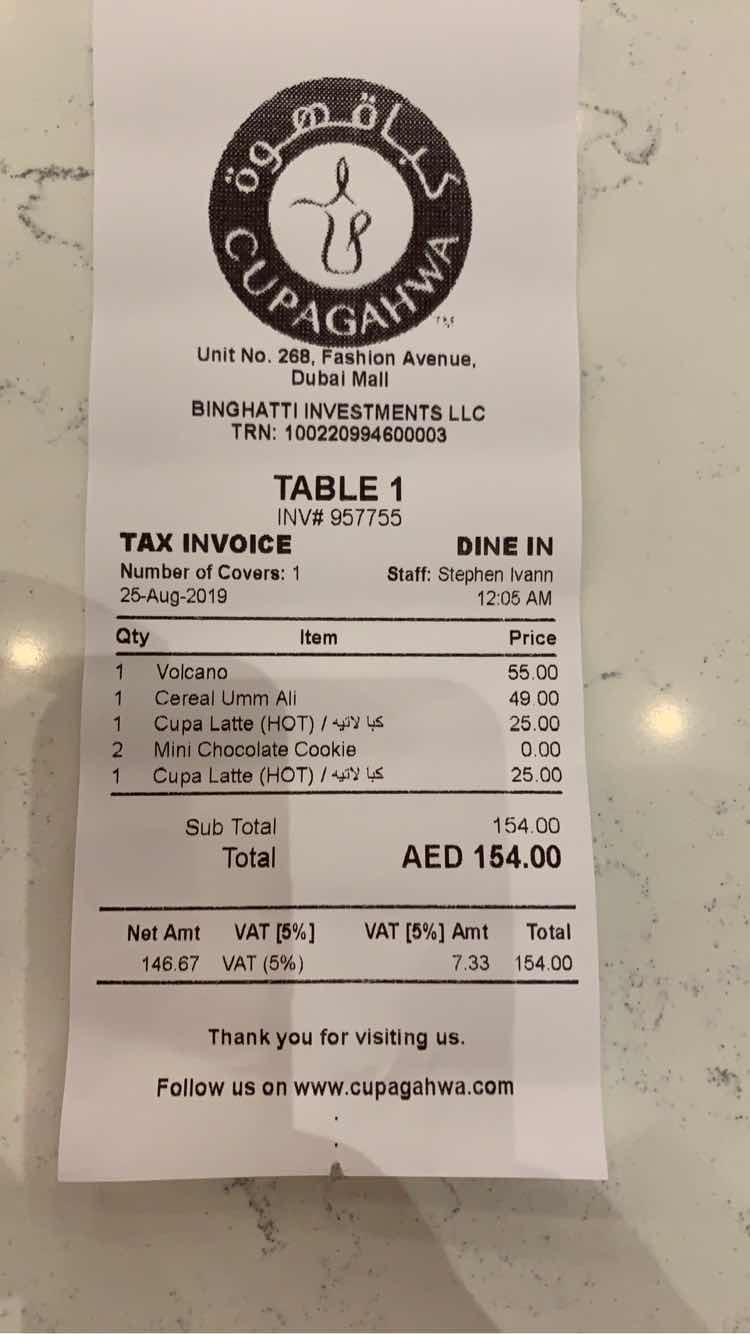 كباقهوة
CUPAGAHWA
TM
Unit No. 268, Fashion Avenue,
Dubai Mall
BINGHATTI INVESTMENTS LLC
TRN: 100220994600003
TABLE 1
INV# 957755
TAX INVOICE DINE IN
Number of Covers: 1 Staff: Stephen Ivann
25-Aug-2019 12:05 AM
Qty Item Price
1 Volcano 55.00
1 Cereal Umm Ali 49.00
1 Cupa Latte (HOT) / كبا لاتيه 25.00
2 Mini Chocolate Cookie 0.00
1 Cupa Latte (HOT) / كبا لاتيه 25.00
Sub Total 154.00
Total AED 154.00
Net Amt VAT [5%] VAT [5%] Amt Total
146.67 VAT (5%) 7.33 154.00
Thank you for visiting us.
Follow us on www.cupagahwa.com